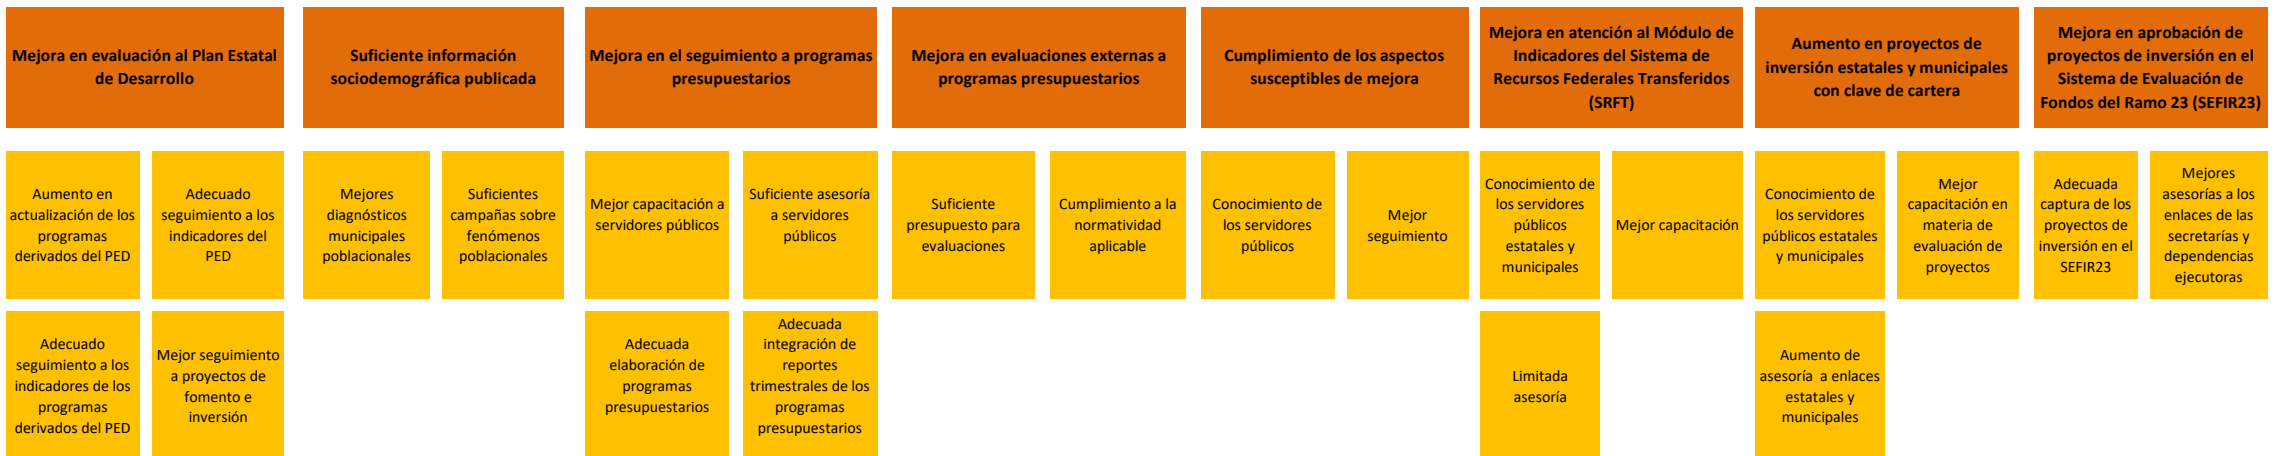 Mejora en evaluación al Plan Estatal
de Desarrollo
Suficiente información
sociodemográfica publicada
Mejora en el seguimiento a programas
presupuestarios
Mejora en evaluaciones externas a
programas presupuestarios
Cumplimiento de los aspectos
susceptibles de mejora
Mejora en atención al Módulo de
Indicadores del Sistema de
Recursos Federales Transferidos
(SRFT)
Aumento en proyectos de
inversión estatales y municipales
con clave de cartera
Mejora en aprobación de
proyectos de inversión en el
Sistema de Evaluación de
Fondos del Ramo 23 (SEFIR23)
Aumento en
actualización de los
programas
derivados del PED
Adecuado
seguimiento a los
indicadores del
PED
Mejores
diagnósticos
municipales
poblacionales
Suficientes
campañas sobre
fenómenos
poblacionales
Mejor capacitación a
servidores públicos
Suficiente asesoría
a servidores
públicos
Suficiente
presupuesto para
evaluaciones
Cumplimiento a la
normatividad
aplicable
Conocimiento de
los servidores
públicos
Mejor
seguimiento
Conocimiento de
los servidores
públicos
estatales y
municipales
Mejor capacitación
Conocimiento de
los servidores
públicos estatales
y municipales
Mejor
capacitación en
materia de
evaluación de
proyectos
Adecuada
captura de los
proyectos de
inversión en el
SEFIR23
Mejores
asesorías a los
enlaces de las
secretarías y
dependencias
ejecutoras
Adecuado
seguimiento a los
indicadores de los
programas
derivados del PED
Mejor seguimiento
a proyectos de
fomento e
inversión
Adecuada
elaboración de
programas
presupuestarios
Adecuada
integración de
reportes
trimestrales de los
programas
presupuestarios
Limitada
asesoría
Aumento de
asesoría  a enlaces
estatales y
municipales